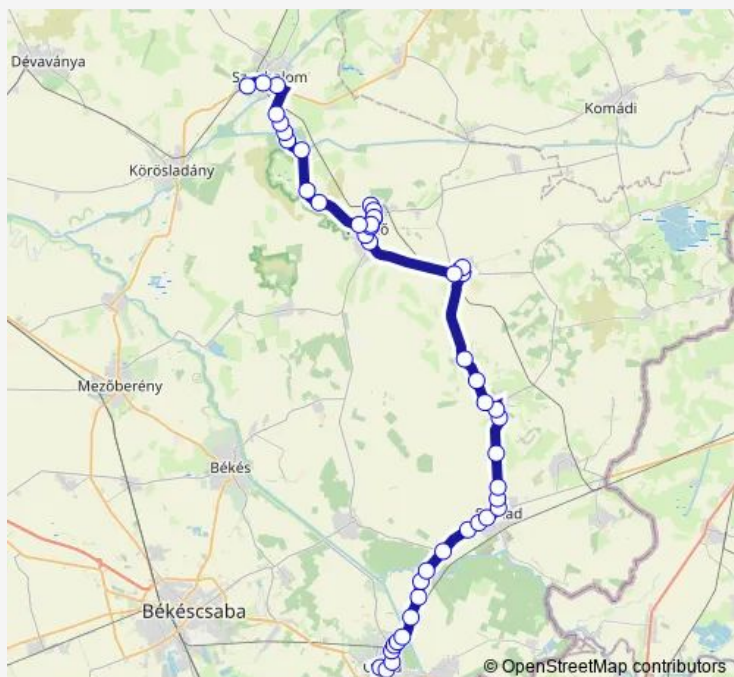 Dévaványa
Komádi
Körösladány
Mezőberény
Békés
Békéscsaba
© OpenStreetMap contributors